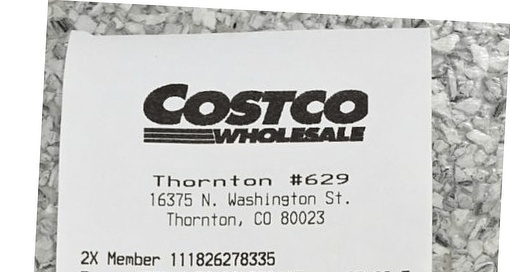 COSTCO
WHOLESALE
Thornton #629
16375 N. Washington St.
Thornton, CO 80023
2X Member 111826278335